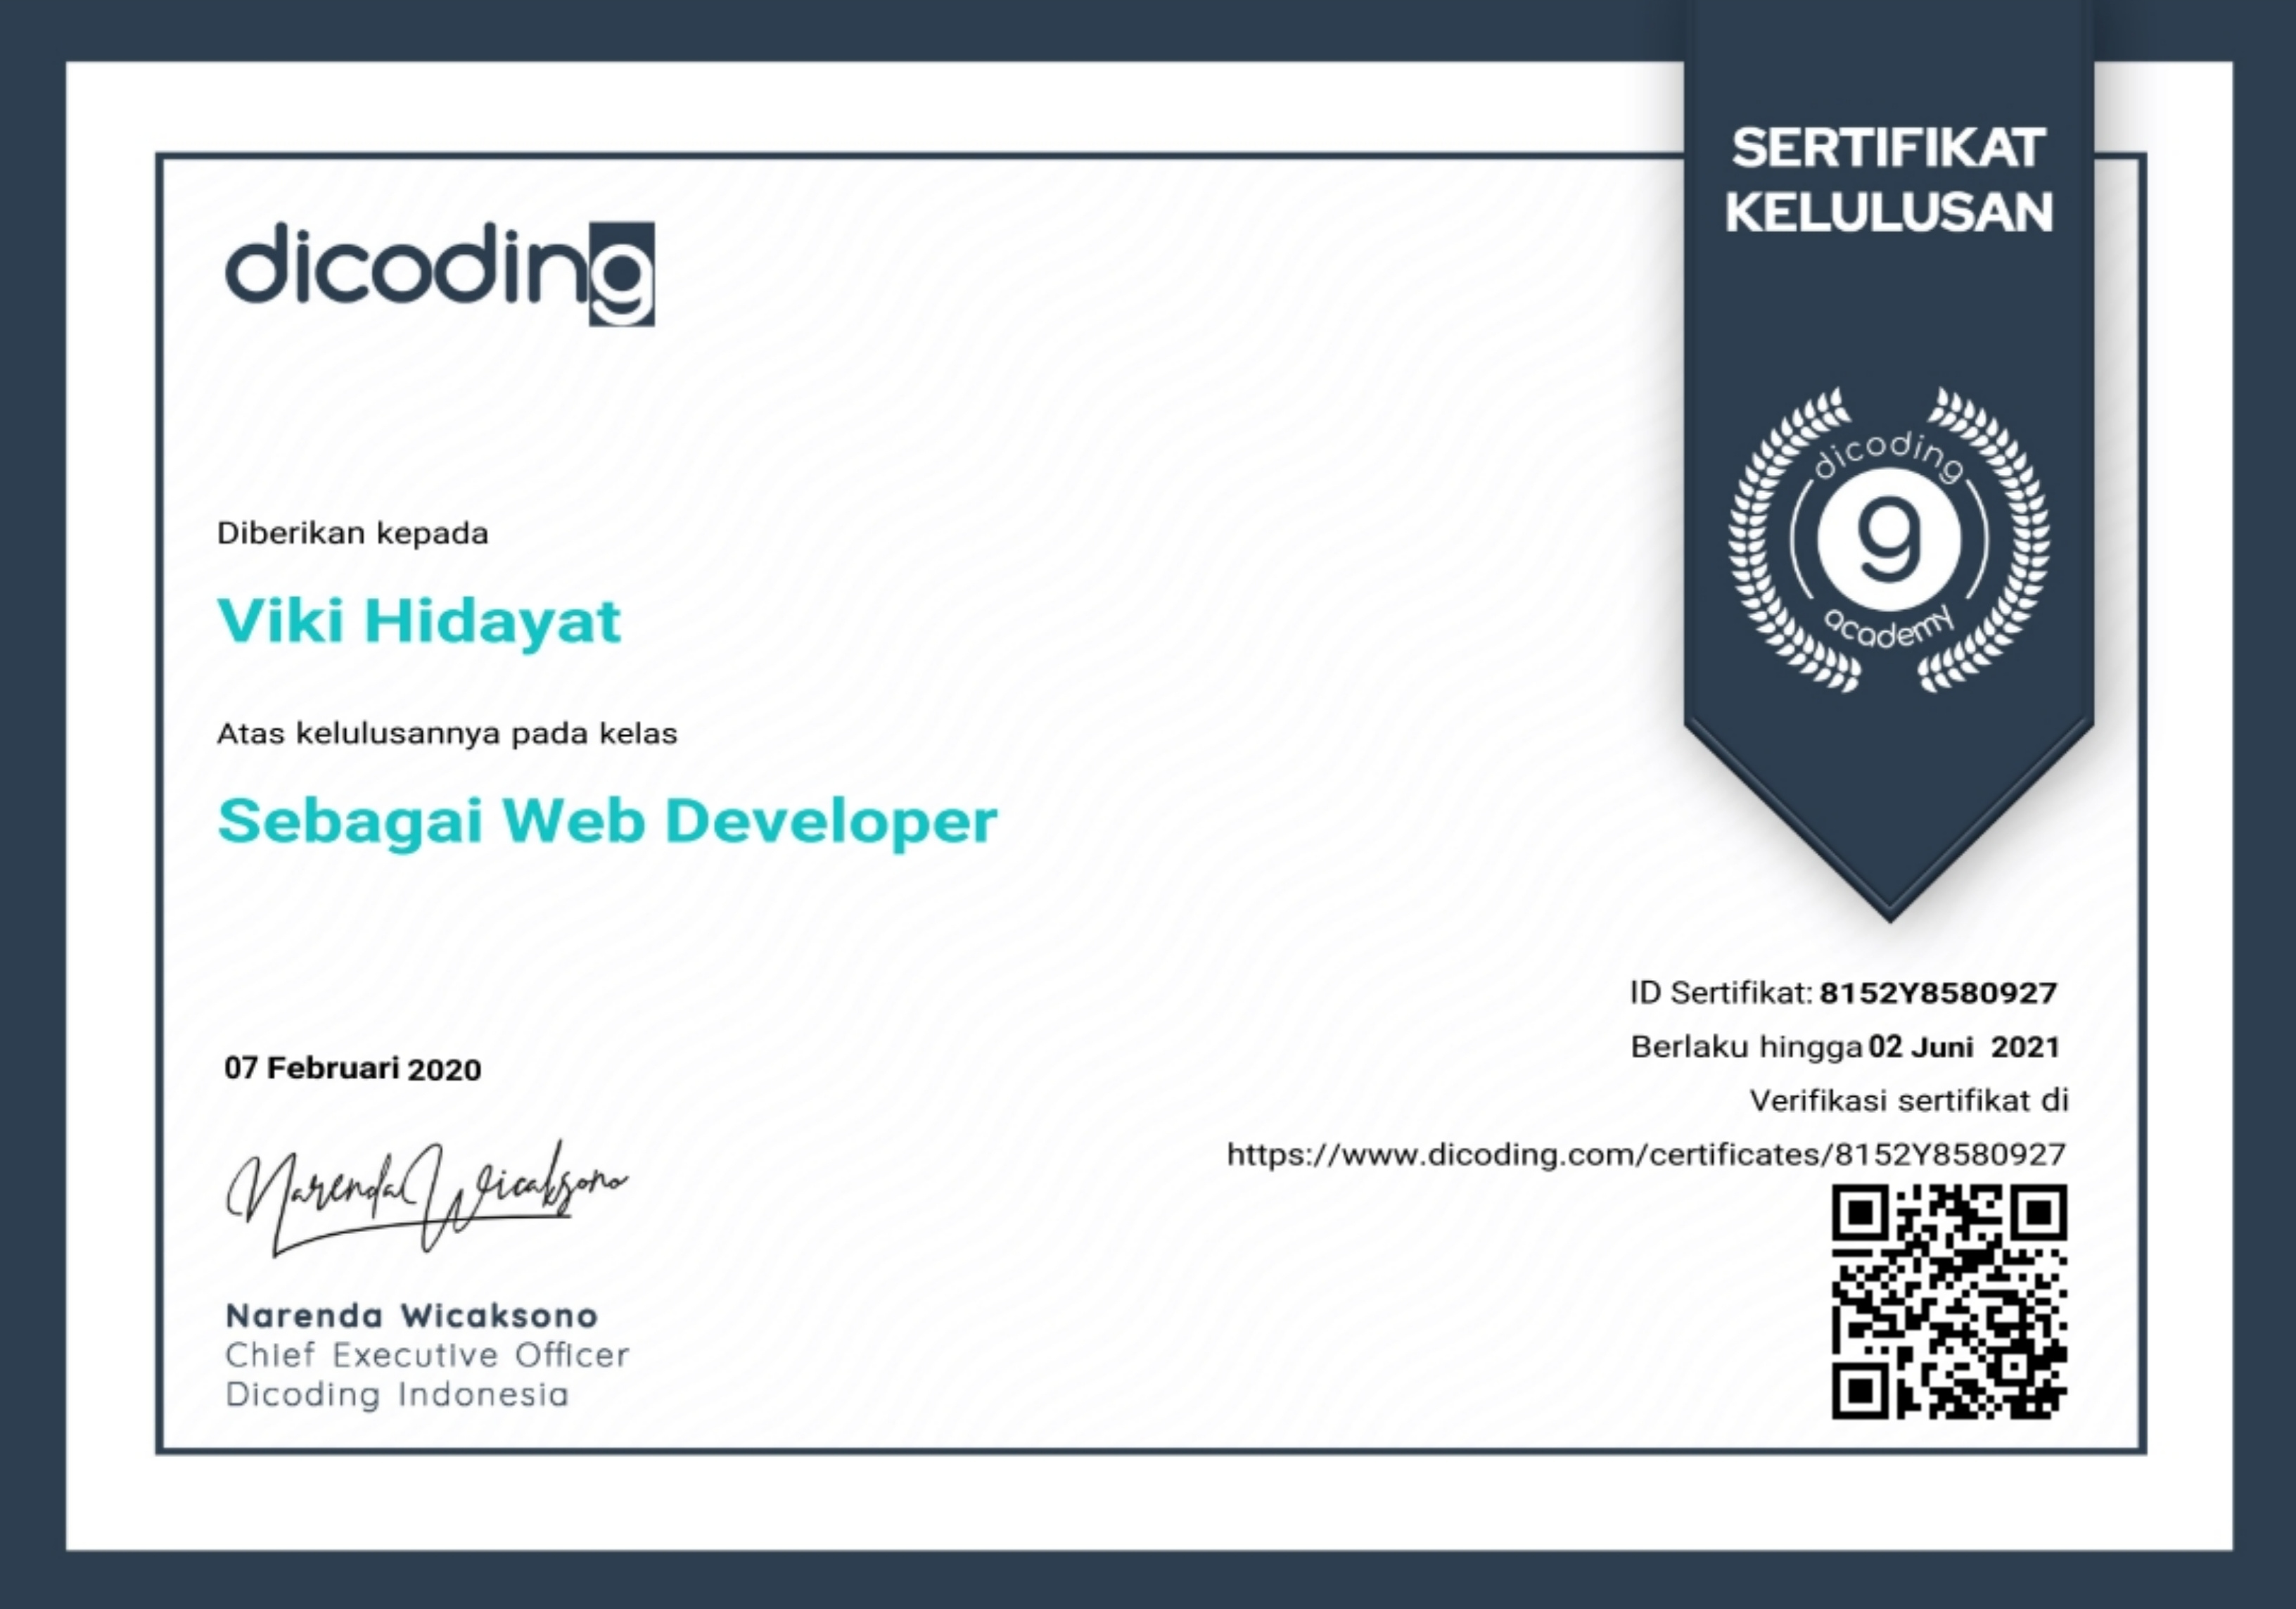 SERTIFIKAT
KELULUSAN
dicoding
dicoding
g
academy
Diberikan kepada
Viki Hidayat
Atas kelulusannya pada kelas
Sebagai Web Developer
ID Sertifikat: 8152Y8580927
Berlaku hingga 02 Juni 2021
Verifikasi sertifikat di
https://www.dicoding.com/certificates/8152Y8580927
07 Februari 2020
Narenda Wicaksono
Narenda Wicaksono
Chief Executive Officer
Dicoding Indonesia